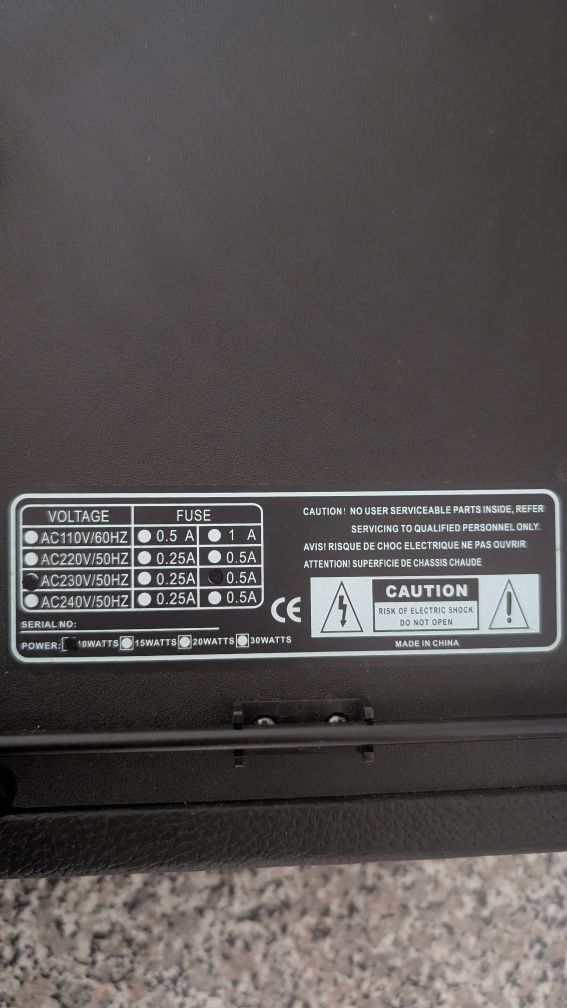 VOLTAGE FUSE
AC110V/60HZ 0.5 A 1 A
AC220V/50HZ 0.25A 0.5A
AC230V/50HZ 0.25A 0.5A
AC240V/50HZ 0.25A 0.5A
SERIAL NO:
POWER: 10WATTS 15WATTS 20WATTS 30WATTS
CE
CAUTION! NO USER SERVICEABLE PARTS INSIDE, REFER
SERVICING TO QUALIFIED PERSONNEL ONLY.
AVIS! RISQUE DE CHOC ELECTRIQUE NE PAS OUVRIR
ATTENTION! SUPERFICIE DE CHASSIS CHAUDE
CAUTION
RISK OF ELECTRIC SHOCK
DO NOT OPEN
MADE IN CHINA